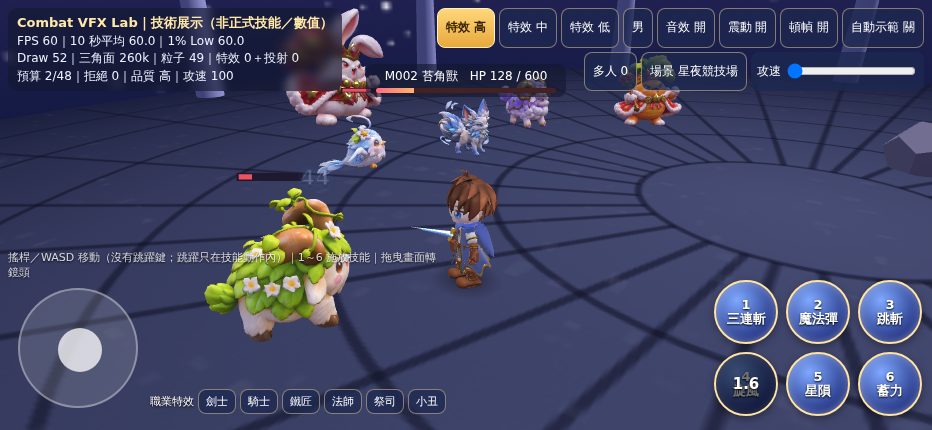 Combat VFX Lab｜技術展示（非正式技能／數值）
FPS 60｜10 秒平均 60.0｜1% Low 60.0
Draw 52｜三角面 260k｜粒子 49｜特效 0＋投射 0
預算 2/48｜拒絕 0｜品質 高｜攻速 100
特效 高
特效 中
特效 低
男
音效 開
震動 開
頓幀 開
自動示範 關
M002 苔角獸 HP 128 / 600
多人 0
場景 星夜競技場
攻速
44
搖桿／WASD 移動（沒有跳躍鍵；跳躍只在技能動作內）｜1～6 施放技能｜拖曳畫面轉
鏡頭
1
三連斬
2
魔法彈
3
跳斬
4
1.6
旋風
5
星隕
6
蓄力
職業特效
劍士
騎士
鐵匠
法師
祭司
小丑